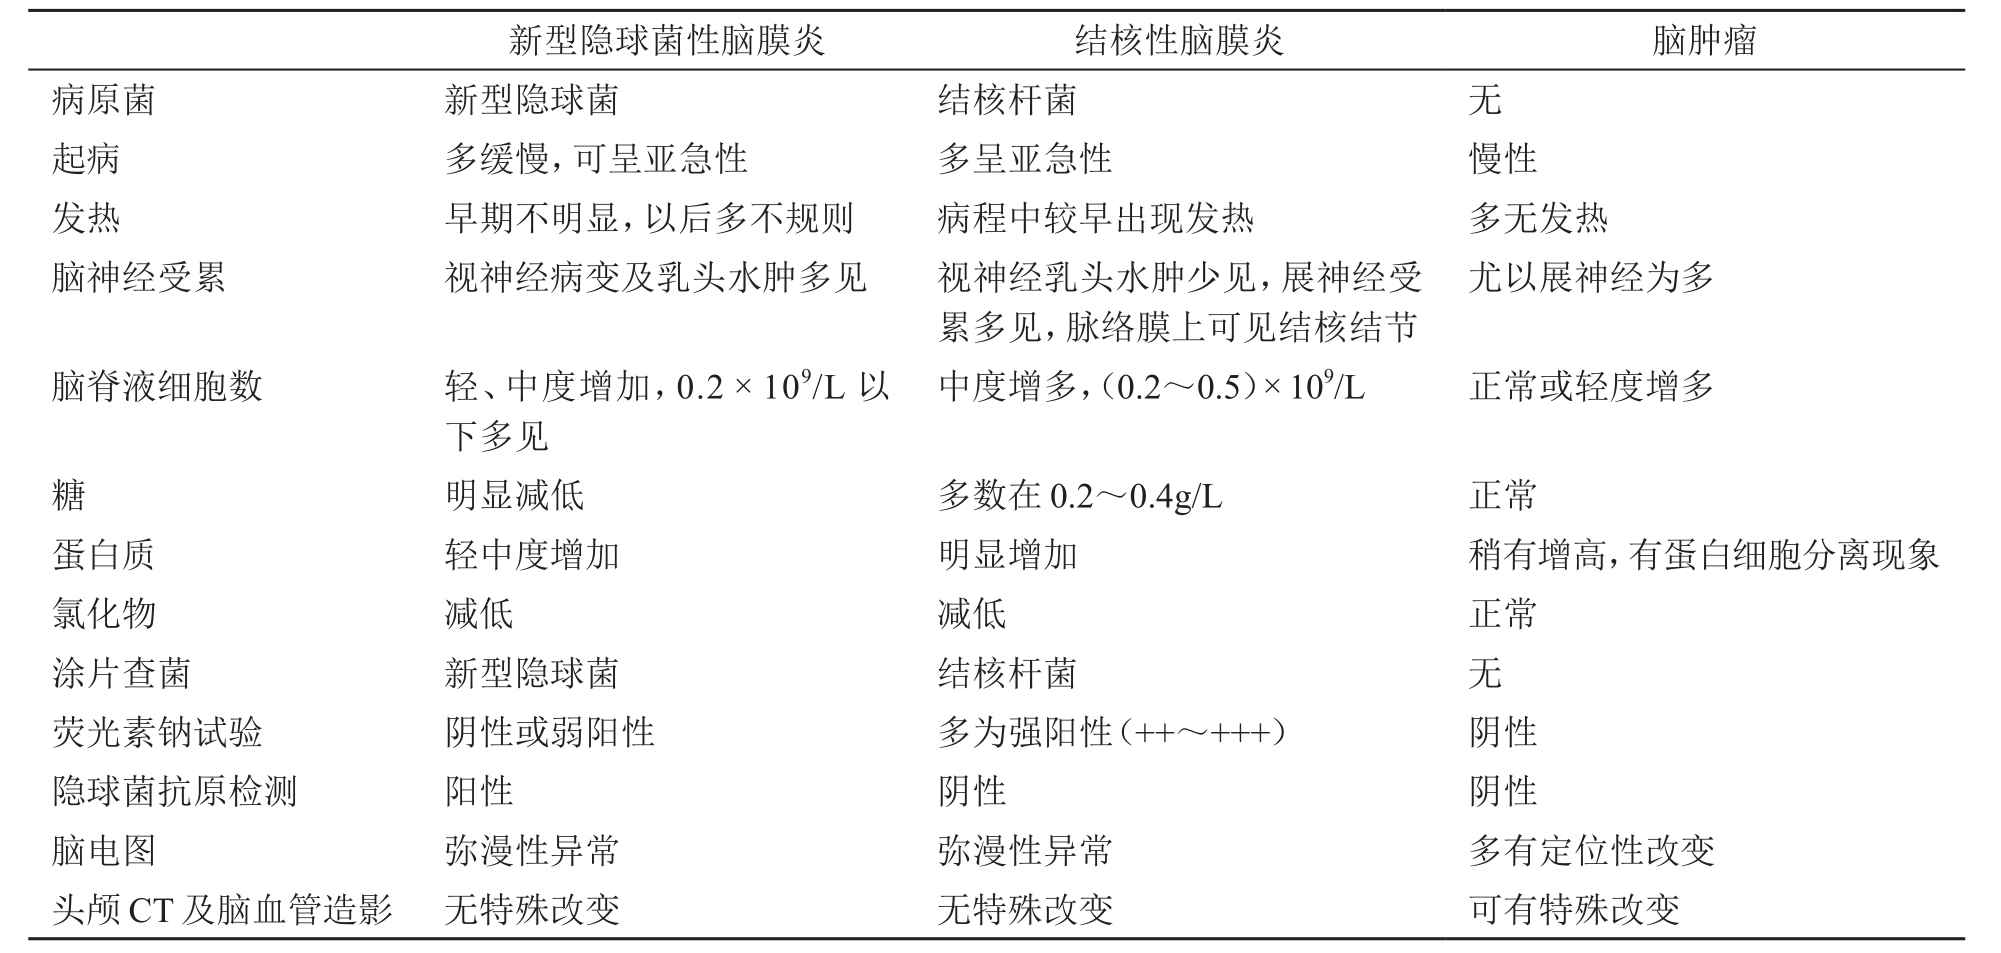 新型隐球菌性脑膜炎 结核性脑膜炎 脑肿瘤
病原菌 新型隐球菌 结核杆菌 无
起病 多缓慢，可呈亚急性 多呈亚急性 慢性
发热 早期不明显，以后多不规则 病程中较早出现发热 多无发热
脑神经受累 视神经病变及乳头水肿多见 视神经乳头水肿少见，展神经受 尤以展神经为多
累多见，脉络膜上可见结核结节
脑脊液细胞数 轻、中度增加，0.2 × 10⁹/L 以 中度增多，（0.2～0.5）× 10⁹/L 正常或轻度增多
下多见
糖 明显减低 多数在 0.2～0.4g/L 正常
蛋白质 轻中度增加 明显增加 稍有增高，有蛋白细胞分离现象
氯化物 减低 减低 正常
涂片查菌 新型隐球菌 结核杆菌 无
荧光素钠试验 阴性或弱阳性 多为强阳性（++～+++） 阴性
隐球菌抗原检测 阳性 阴性 阴性
脑电图 弥漫性异常 弥漫性异常 多有定位性改变
头颅 CT 及脑血管造影 无特殊改变 无特殊改变 可有特殊改变